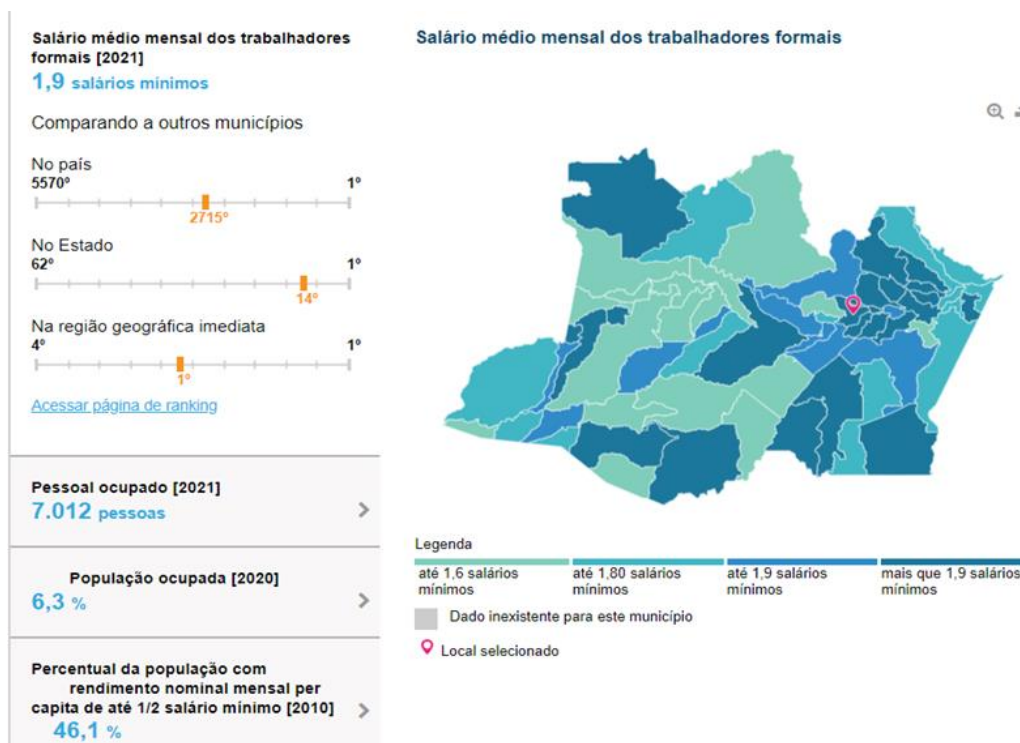 Salário médio mensal dos trabalhadores
formais [2021]
1,9 salários mínimos
Comparando a outros municípios
No país
5570º
1º
2715º
No Estado
62º
1º
14º
Na região geográfica imediata
4º
1º
1º
Acessar página de ranking
Pessoal ocupado [2021]
7.012 pessoas
População ocupada [2020]
6,3 %
Percentual da população com
rendimento nominal mensal per
capita de até 1/2 salário mínimo [2010]
46,1 %
Salário médio mensal dos trabalhadores formais
Legenda
até 1,6 salários
mínimos
até 1,80 salários
mínimos
até 1,9 salários
mínimos
mais que 1,9 salários
mínimos
Dado inexistente para este município
Local selecionado